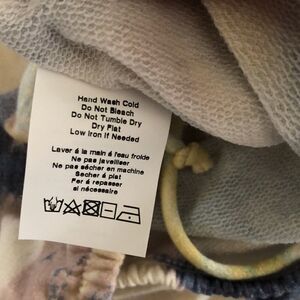 Hand Wash Cold
Do Not Bleach
Do Not Tumble Dry
Dry Flat
Low Iron If Needed
Laver á la main á l'eau froide
Ne pas javelliser
Ne pas sécher en machine
Sécher á plat
Fer á repasser
si nécessaire